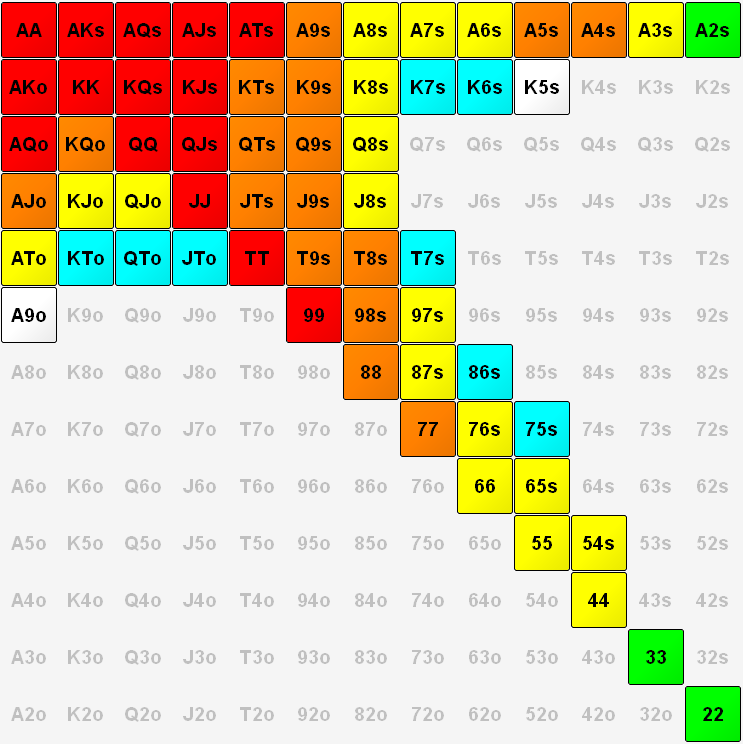 AA AKs AQs AJs ATs A9s A8s A7s A6s A5s A4s A3s A2s
AKo KK KQs KJs KTs K9s K8s K7s K6s K5s K4s K3s K2s
AQo KQo QQ QJs QTs Q9s Q8s Q7s Q6s Q5s Q4s Q3s Q2s
AJo KJo QJo JJ JTs J9s J8s J7s J6s J5s J4s J3s J2s
ATo KTo QTo JTo TT T9s T8s T7s T6s T5s T4s T3s T2s
A9o K9o Q9o J9o T9o 99 98s 97s 96s 95s 94s 93s 92s
A8o K8o Q8o J8o T8o 98o 88 87s 86s 85s 84s 83s 82s
A7o K7o Q7o J7o T7o 97o 87o 77 76s 75s 74s 73s 72s
A6o K6o Q6o J6o T6o 96o 86o 76o 66 65s 64s 63s 62s
A5o K5o Q5o J5o T5o 95o 85o 75o 65o 55 54s 53s 52s
A4o K4o Q4o J4o T4o 94o 84o 74o 64o 54o 44 43s 42s
A3o K3o Q3o J3o T3o 93o 83o 73o 63o 53o 43o 33 32s
A2o K2o Q2o J2o T2o 92o 82o 72o 62o 52o 42o 32o 22